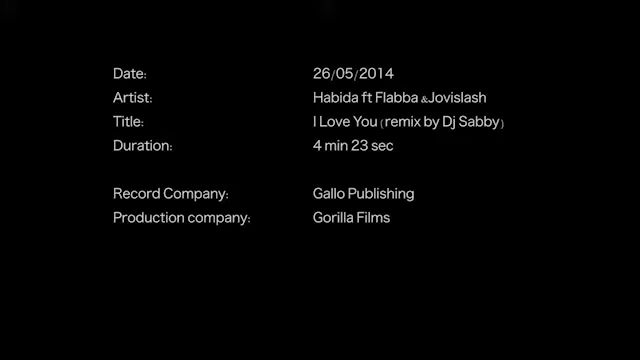 Date: 26/05/2014
Artist: Habida ft Flabba &Jovislash
Title: I Love You (remix by Dj Sabby)
Duration: 4 min 23 sec
Record Company: Gallo Publishing
Production company: Gorilla Films